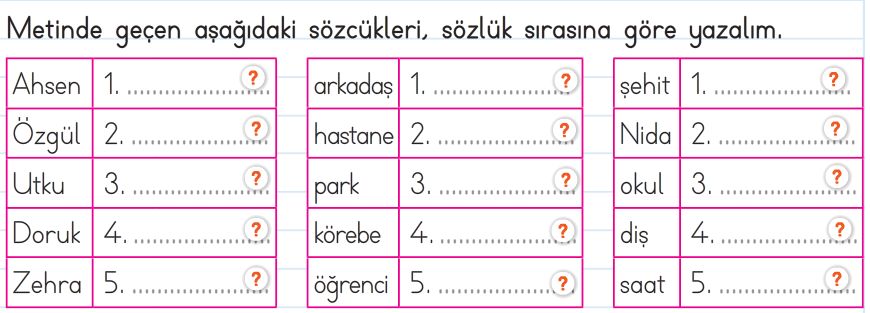 Metinde geçen aşağıdaki sözcükleri, sözlük sırasına göre yazalım.
Ahsen 1. ........................ ? arkadaş 1. ........................ ? şehit 1. ........................ ?
Özgül 2. ........................ ? hastane 2. ........................ ? Nida 2. ........................ ?
Utku 3. ........................ ? park 3. ........................ ? okul 3. ........................ ?
Doruk 4. ........................ ? körebe 4. ........................ ? diş 4. ........................ ?
Zehra 5. ........................ ? öğrenci 5. ........................ ? saat 5. ........................ ?